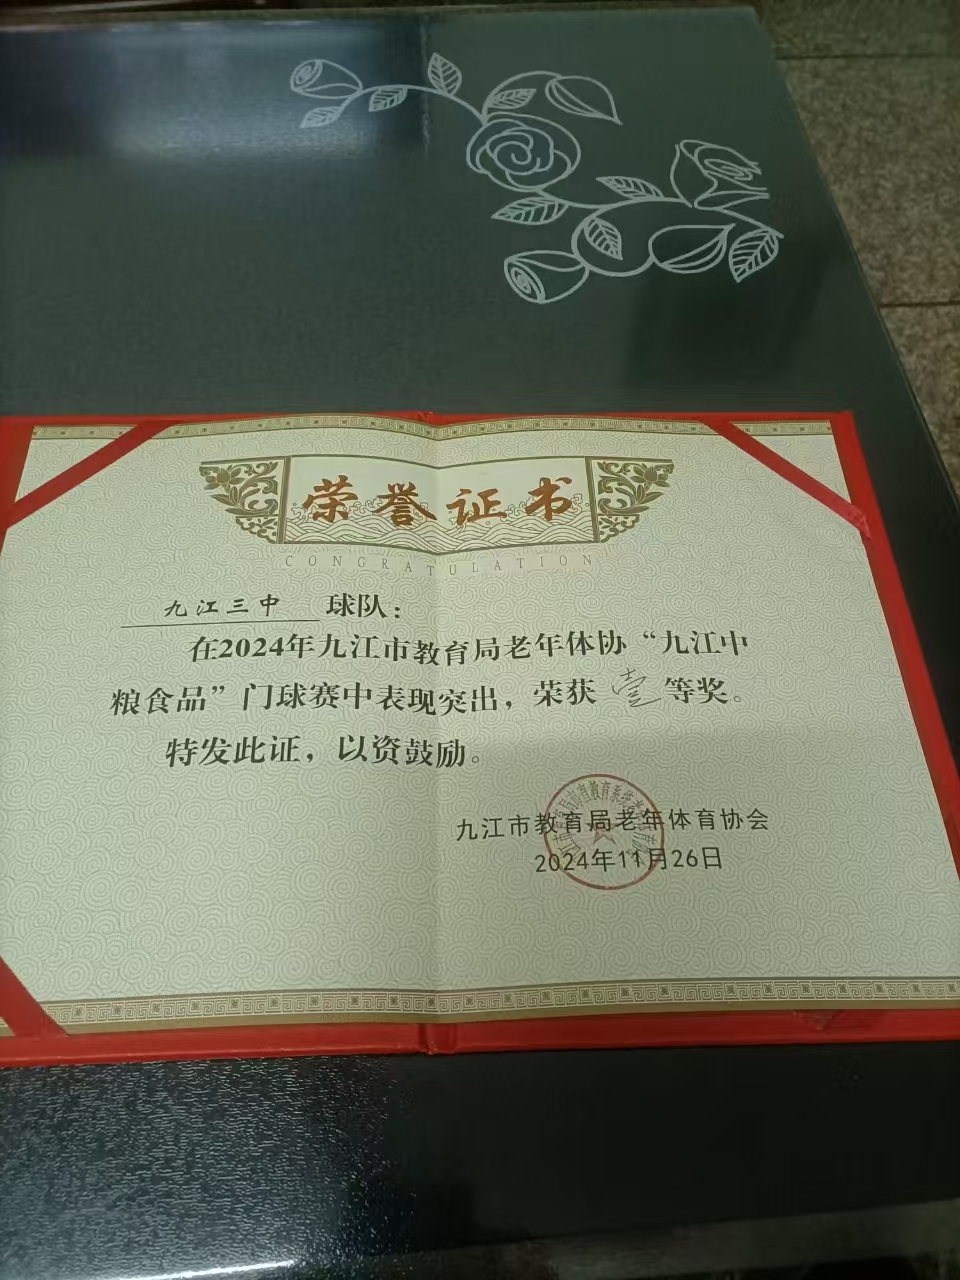 荣誉证书
CONGRATULATION
九江三中 球队：
在2024年九江市教育局老年体协“九江中
粮食品”门球赛中表现突出，荣获 壹 等奖。
特发此证，以资鼓励。
九江市教育局老年体育协会
2024年11月26日